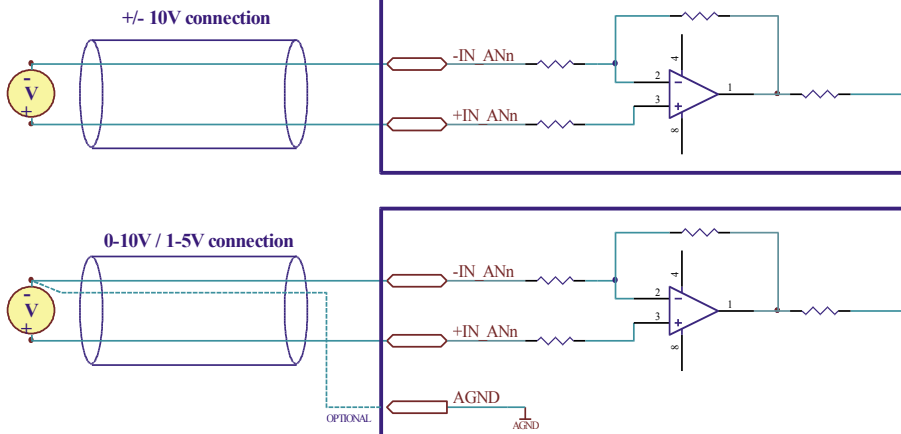 +/- 10V connection
-IN_ANn
4
-
V
+
2
-
1
3
+
+IN_ANn
8
0-10V / 1-5V connection
-IN_ANn
4
-
V
+
2
-
1
3
+
+IN_ANn
8
AGND
OPTIONAL
AGND